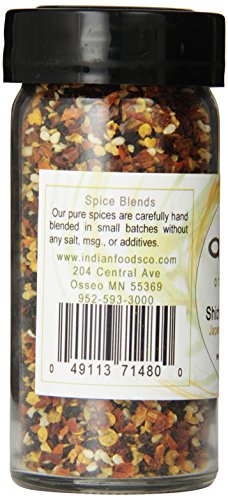 Spice Blends
Our pure spices are carefully hand
blended in small batches without
any salt, msg., or additives.
www.indianfoodsco.com
204 Central Ave
Osseo MN 55369
952-593-3000
0 49113 71480 0